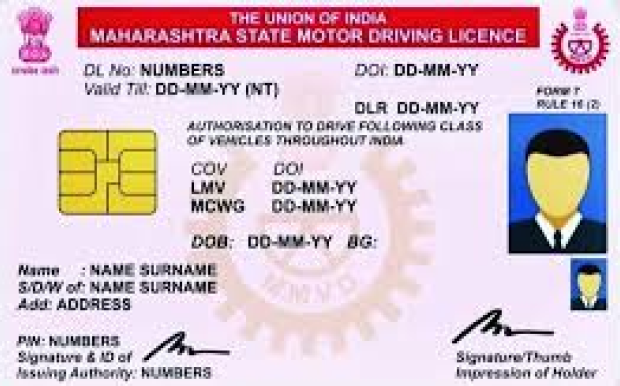 THE UNION OF INDIA
MAHARASHTRA STATE MOTOR DRIVING LICENCE
DL No: NUMBERS DOI: DD-MM-YY
Valid Till: DD-MM-YY (NT)
FORM 7
RULE 16 (2)
DLR DD-MM-YY
AUTHORISATION TO DRIVE FOLLOWING CLASS
OF VEHICLES THROUGHOUT INDIA
COV DOI
LMV DD-MM-YY
MCWG DD-MM-YY
DOB: DD-MM-YY BG:
MMVD
Name : NAME SURNAME
S/D/W of: NAME SURNAME
Add: ADDRESS
PIN: NUMBERS
Signature & ID of
Issuing Authority: NUMBERS
Signature/Thumb
Impression of Holder